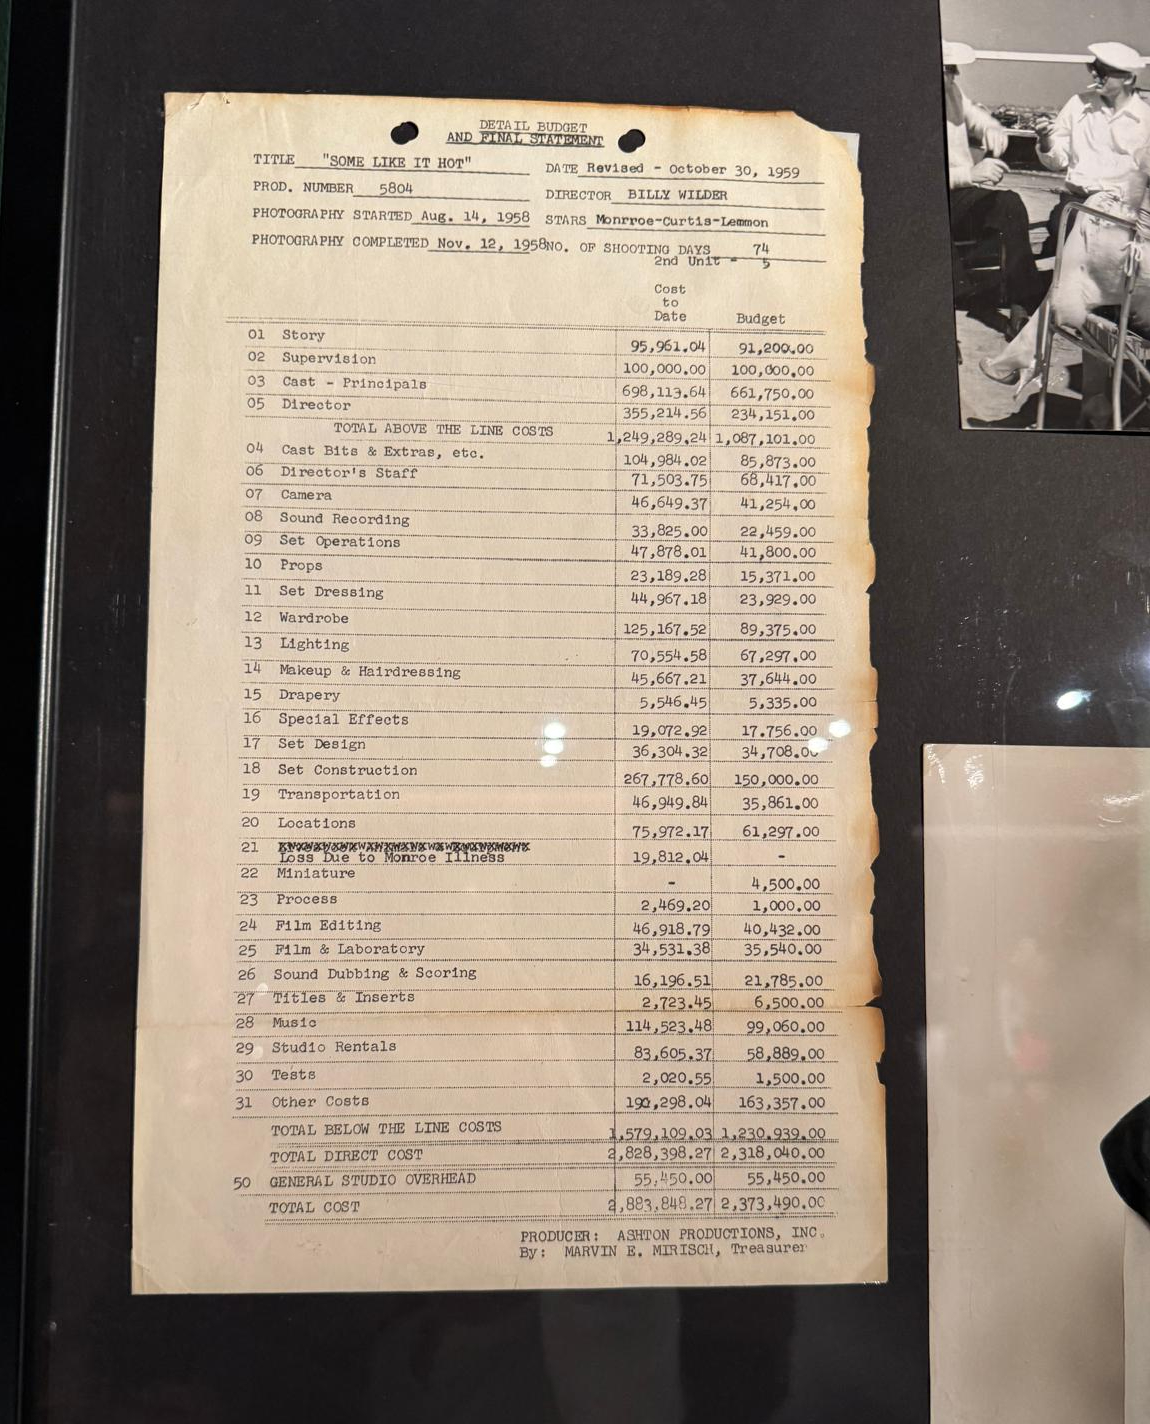 DETAIL BUDGET
AND FINAL STATEMENT
TITLE "SOME LIKE IT HOT" DATE Revised - October 30, 1959
PROD. NUMBER 5804 DIRECTOR BILLY WILDER
PHOTOGRAPHY STARTED Aug. 14, 1958 STARS Monrroe-Curtis-Lemmon
PHOTOGRAPHY COMPLETED Nov. 12, 1958 NO. OF SHOOTING DAYS 74
2nd Unit - 5
Cost
to
Date Budget
01 Story 95,961.04 91,200.00
02 Supervision 100,000.00 100,000.00
03 Cast - Principals 698,113.64 661,750.00
05 Director 355,214.56 234,151.00
TOTAL ABOVE THE LINE COSTS 1,249,289.24 1,087,101.00
04 Cast Bits & Extras, etc. 104,984.02 85,873.00
06 Director's Staff 71,503.75 68,417.00
07 Camera 46,649.37 41,254.00
08 Sound Recording 33,825.00 22,459.00
09 Set Operations 47,878.01 41,800.00
10 Props 23,189.28 15,371.00
11 Set Dressing 44,967.18 23,929.00
12 Wardrobe 125,167.52 89,375.00
13 Lighting 70,554.58 67,297.00
14 Makeup & Hairdressing 45,667.21 37,644.00
15 Drapery 5,546.45 5,335.00
16 Special Effects 19,072.92 17.756.00
17 Set Design 36,304.32 34,708.00
18 Set Construction 267,778.60 150,000.00
19 Transportation 46,949.84 35,861.00
20 Locations 75,972.17 61,297.00
21
Loss Due to Monroe Illness 19,812.04 -
22 Miniature - 4,500.00
23 Process 2,469.20 1,000.00
24 Film Editing 46,918.79 40,432.00
25 Film & Laboratory 34,531.38 35,540.00
26 Sound Dubbing & Scoring 16,196.51 21,785.00
27 Titles & Inserts 2,723.45 6,500.00
28 Music 114,523.48 99,060.00
29 Studio Rentals 83,605.37 58,889.00
30 Tests 2,020.55 1,500.00
31 Other Costs 163,357.00
TOTAL BELOW THE LINE COSTS 1,579,109.03 1,230,939.00
TOTAL DIRECT COST 2,828,398.27 2,318,040.00
50 GENERAL STUDIO OVERHEAD 55,450.00 55,450.00
TOTAL COST 2,883,848.27 2,373,490.00
PRODUCER: ASHTON PRODUCTIONS, INC.
By: MARVIN E. MIRISCH, Treasurer